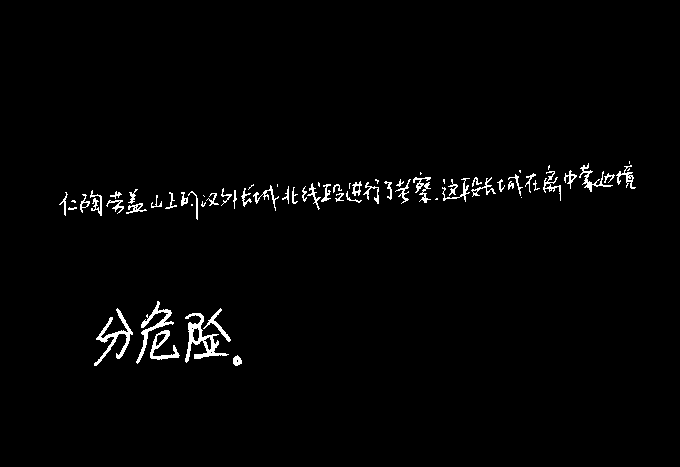 仁陶劳盖山上的汉外长城北线段进行了考察.这段长城在离中蒙边境
分危险。